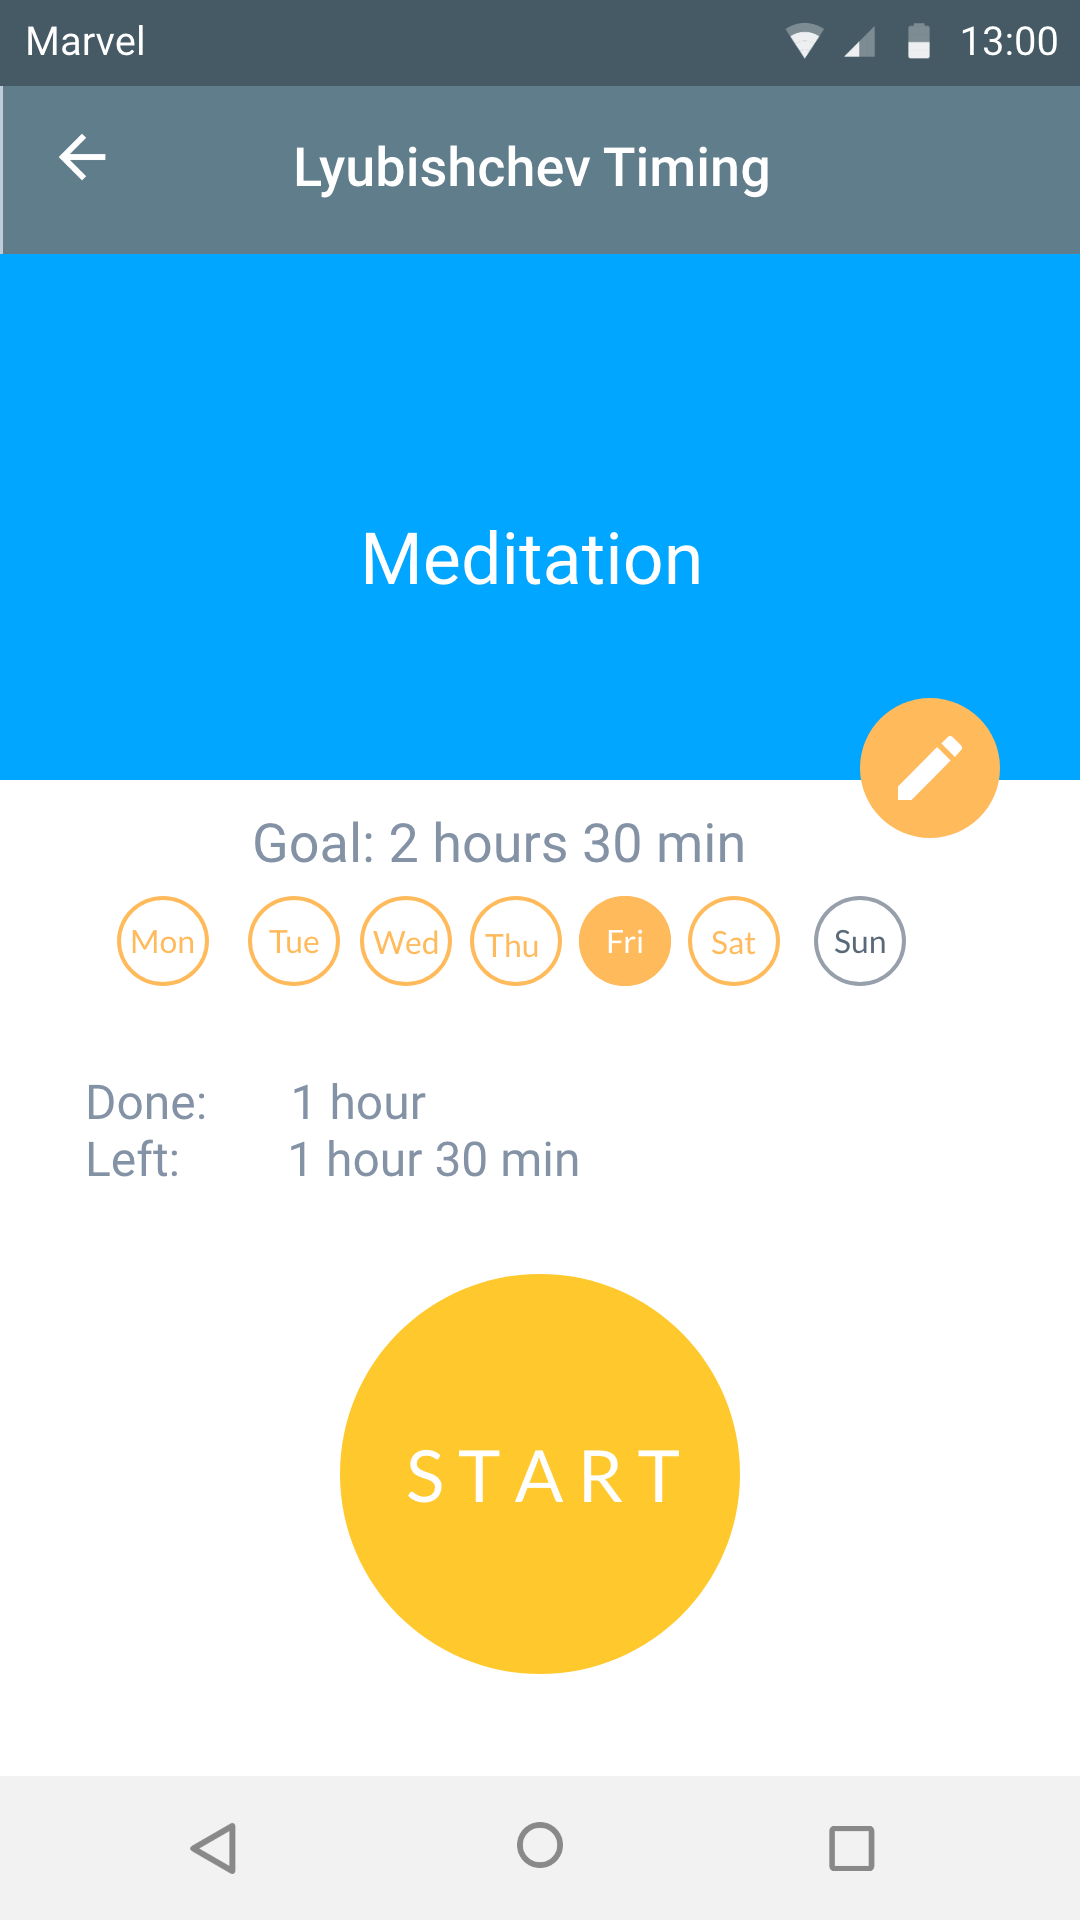 Marvel 13:00
Lyubishchev Timing
Meditation
Goal: 2 hours 30 min
Mon Tue Wed Thu Fri Sat Sun
Done: 1 hour
Left: 1 hour 30 min
START